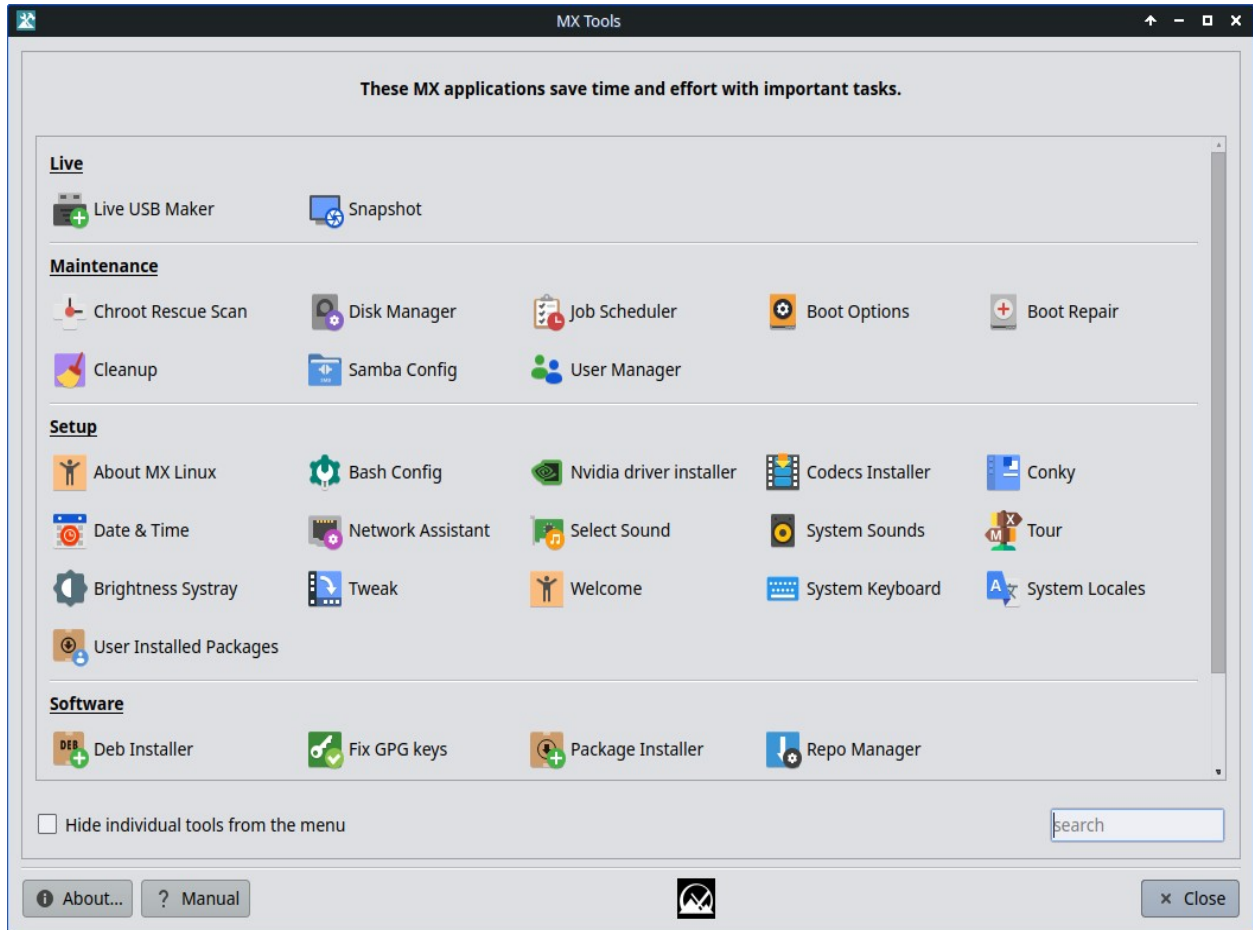 MX Tools
These MX applications save time and effort with important tasks.
Live
Live USB Maker Snapshot
Maintenance
Chroot Rescue Scan Disk Manager Job Scheduler Boot Options Boot Repair
Cleanup Samba Config User Manager
Setup
About MX Linux Bash Config Nvidia driver installer Codecs Installer Conky
Date & Time Network Assistant Select Sound System Sounds Tour
Brightness Systray Tweak Welcome System Keyboard System Locales
User Installed Packages
Software
Deb Installer Fix GPG keys Package Installer Repo Manager
Hide individual tools from the menu search
About... ? Manual Close